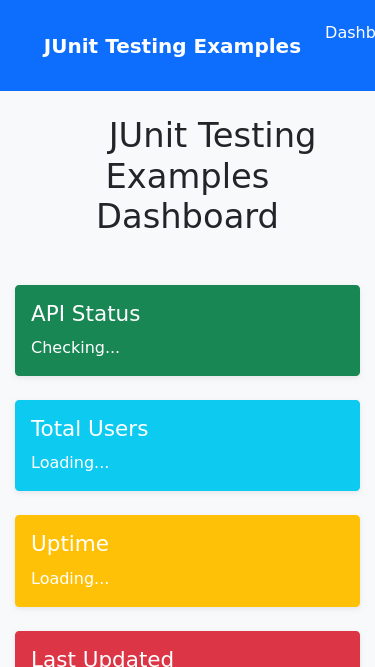 JUnit Testing Examples
Dashb
JUnit Testing
Examples
Dashboard
API Status
Checking...
Total Users
Loading...
Uptime
Loading...
Last Updated